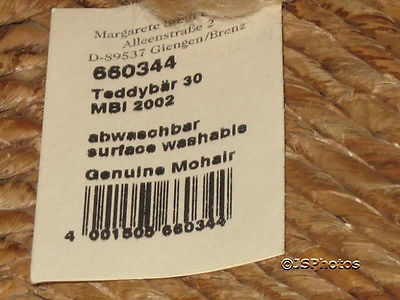 Margarete Steiff
Alleenstraße 2
D-89537 Giengen/Brenz
660344
Teddybär 30
MBI 2002
abwaschbar
surface washable
Genuine Mohair
4 001505 660344
©JSPhotos